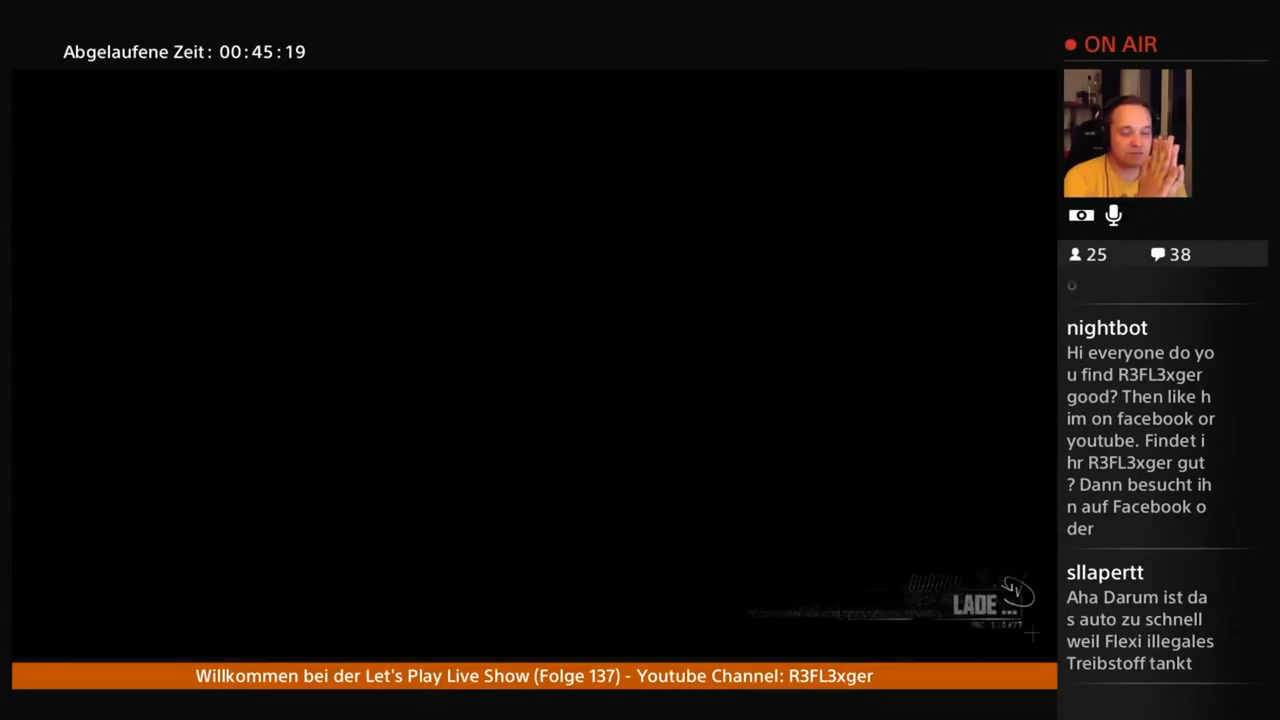 Abgelaufene Zeit: 00:45:19
ON AIR
25 38
nightbot
Hi everyone do yo
u find R3FL3xger
good? Then like h
im on facebook or
youtube. Findet i
hr R3FL3xger gut
? Dann besucht ih
n auf Facebook o
der
sllapertt
Aha Darum ist da
s auto zu schnell
weil Flexi illegales
Treibstoff tankt
LADE ...
Willkommen bei der Let's Play Live Show (Folge 137) - Youtube Channel: R3FL3xger